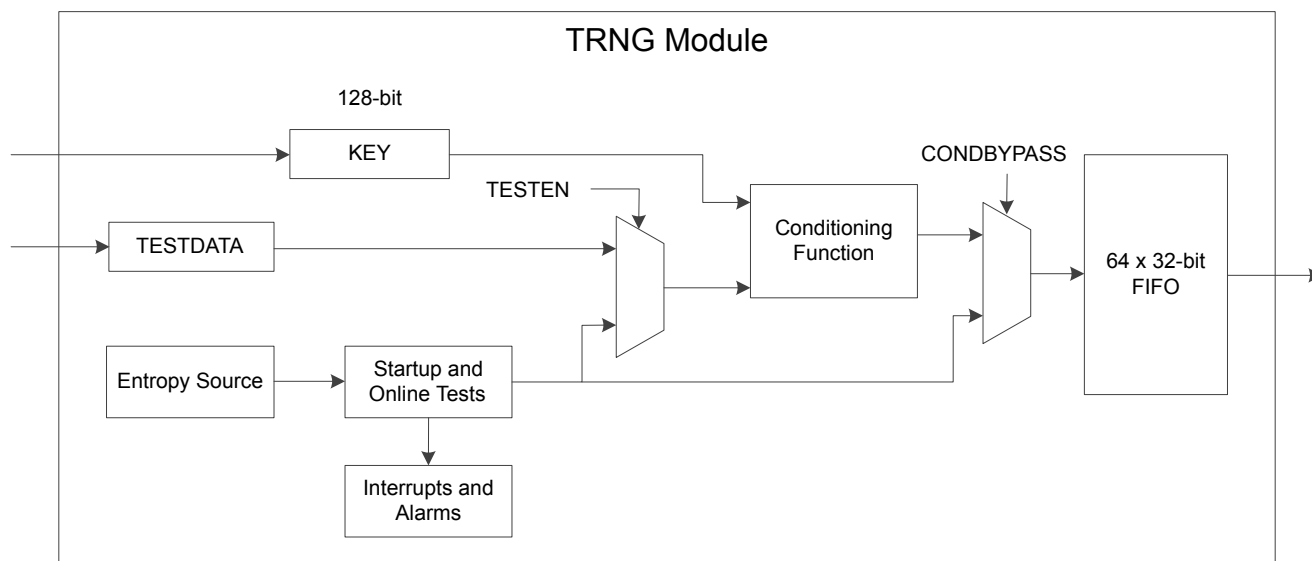 TRNG Module
128-bit
KEY
CONDBYPASS
TESTEN
TESTDATA
Conditioning
Function
64 x 32-bit
FIFO
Entropy Source
Startup and
Online Tests
Interrupts and
Alarms